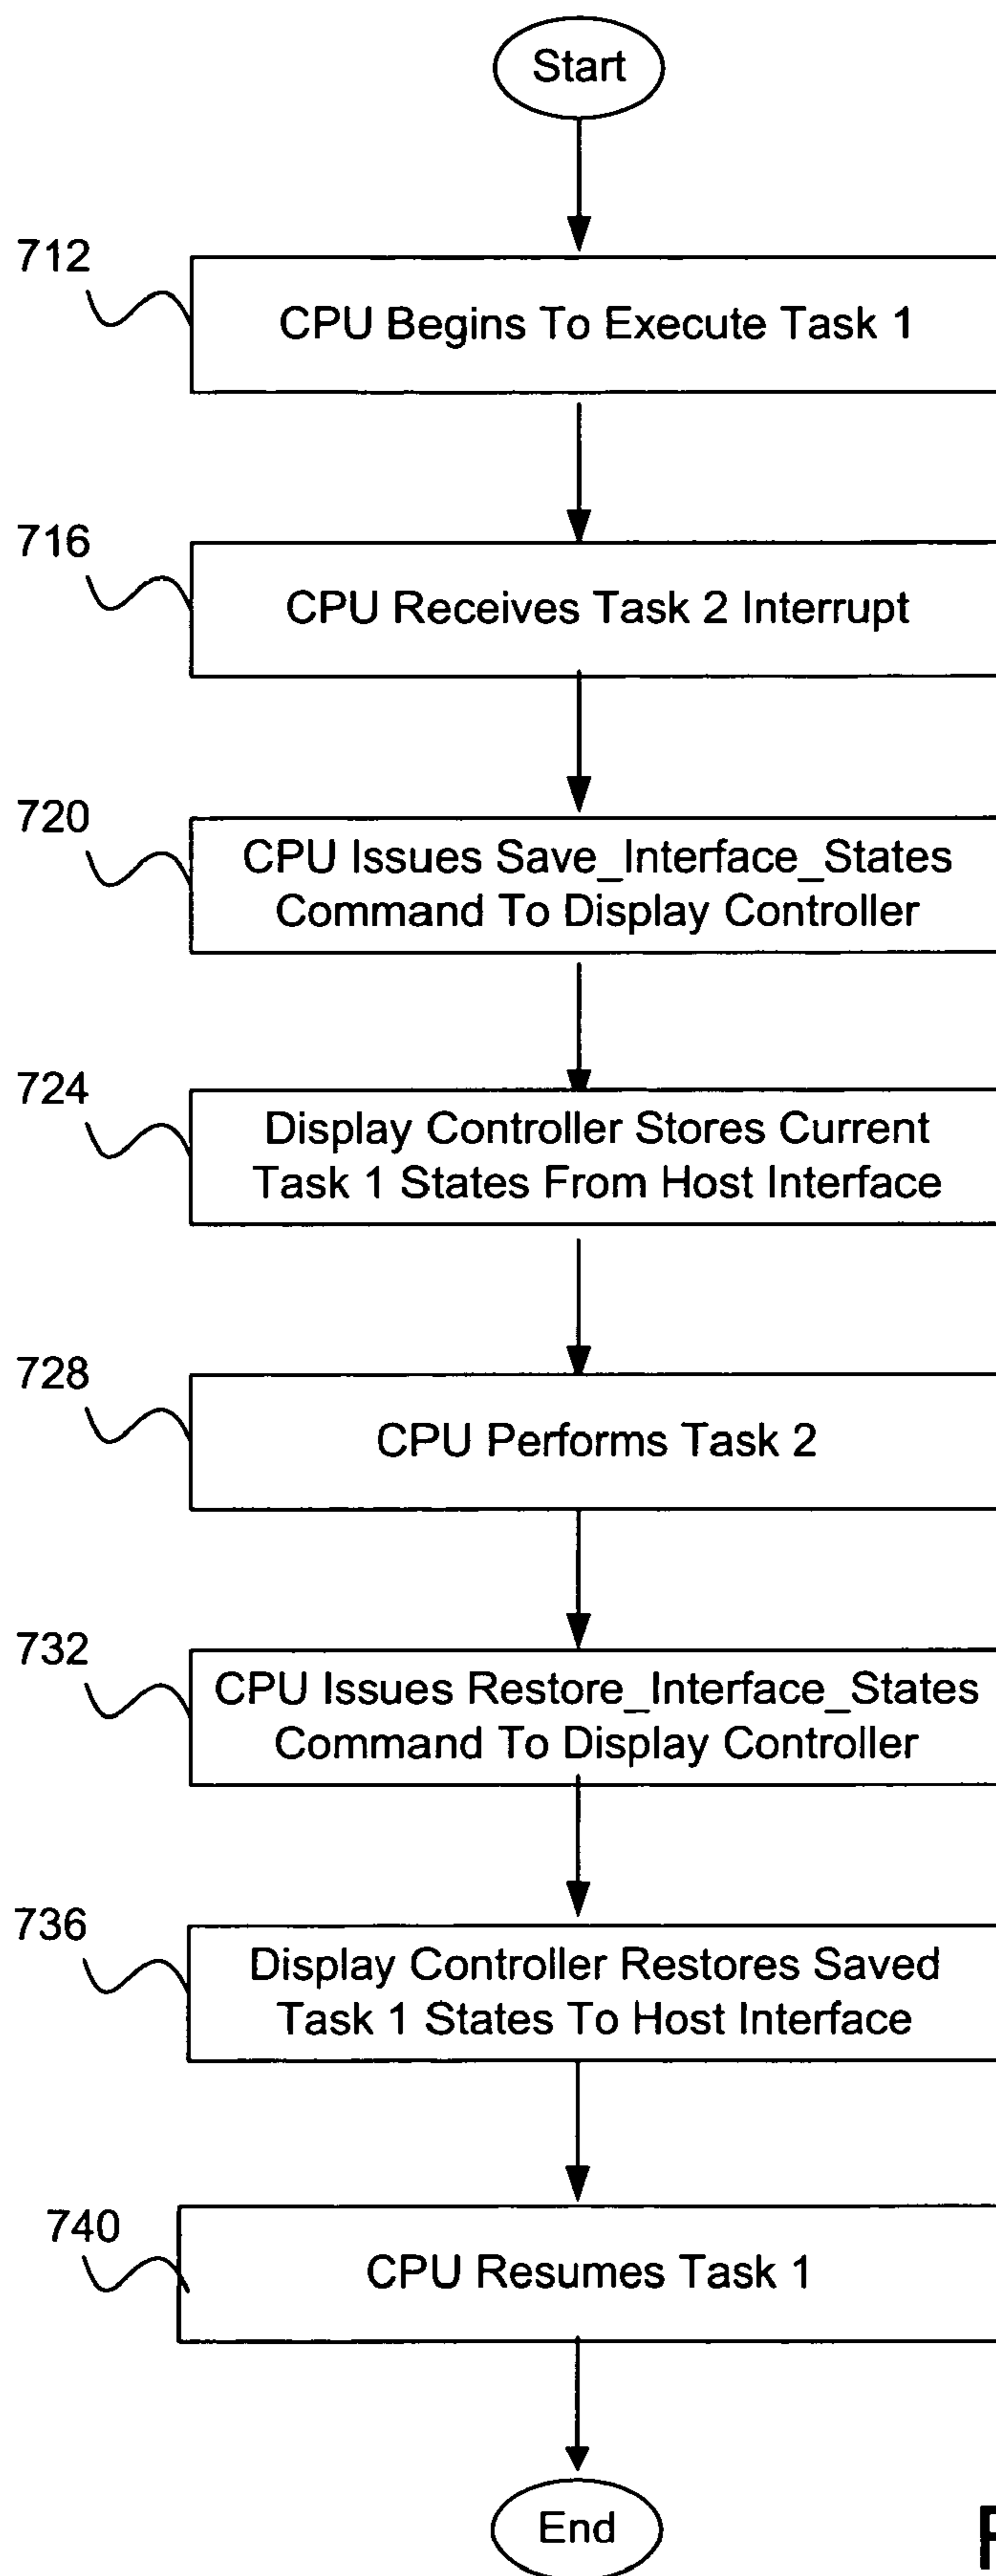 Start
712
CPU Begins To Execute Task 1
716
CPU Receives Task 2 Interrupt
720
CPU Issues Save_Interface_States
Command To Display Controller
724
Display Controller Stores Current
Task 1 States From Host Interface
728
CPU Performs Task 2
732
CPU Issues Restore_Interface_States
Command To Display Controller
736
Display Controller Restores Saved
Task 1 States To Host Interface
740
CPU Resumes Task 1
End